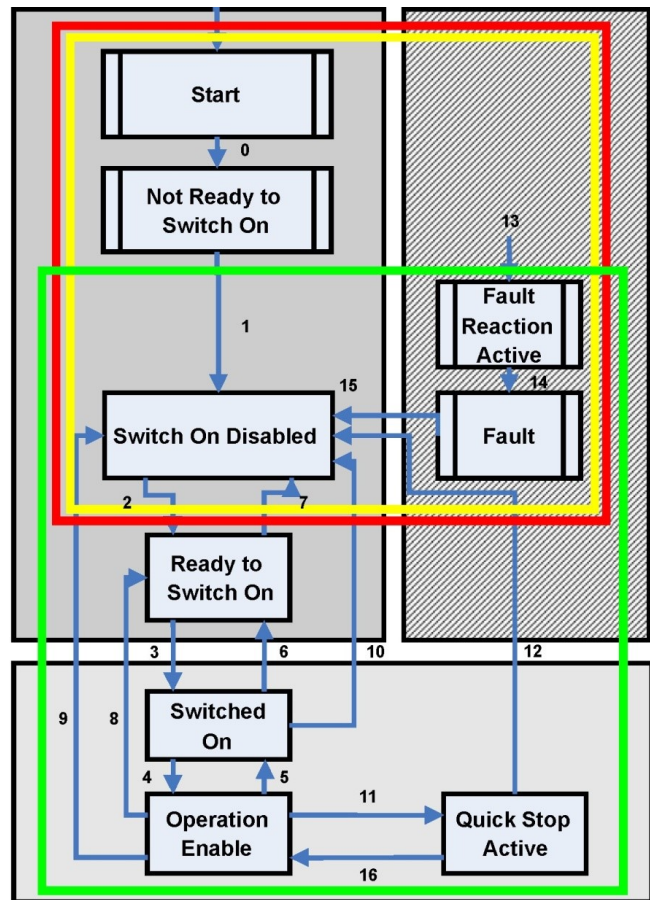 Start
0
Not Ready to
Switch On
13
Fault
Reaction
Active
1
14
15
Switch On Disabled
Fault
2
7
Ready to
Switch On
3
6
10
12
9
8
Switched
On
4
5
11
Operation
Enable
Quick Stop
Active
16